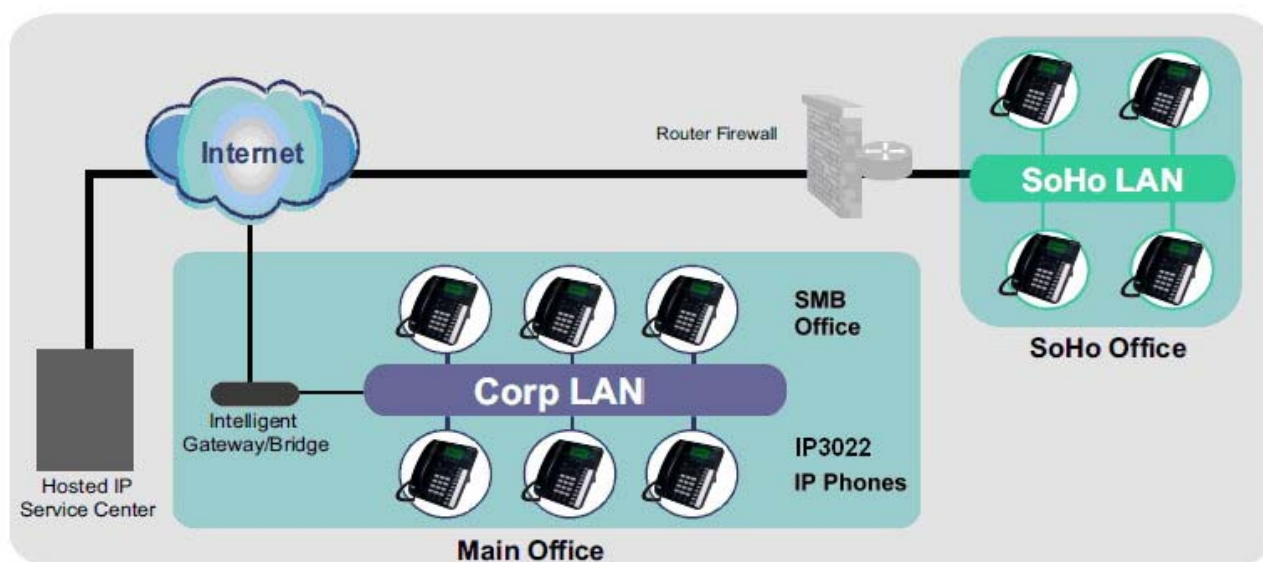 Internet
Router Firewall
SoHo LAN
SoHo Office
SMB
Office
Corp LAN
Intelligent
Gateway/Bridge
IP3022
IP Phones
Hosted IP
Service Center
Main Office